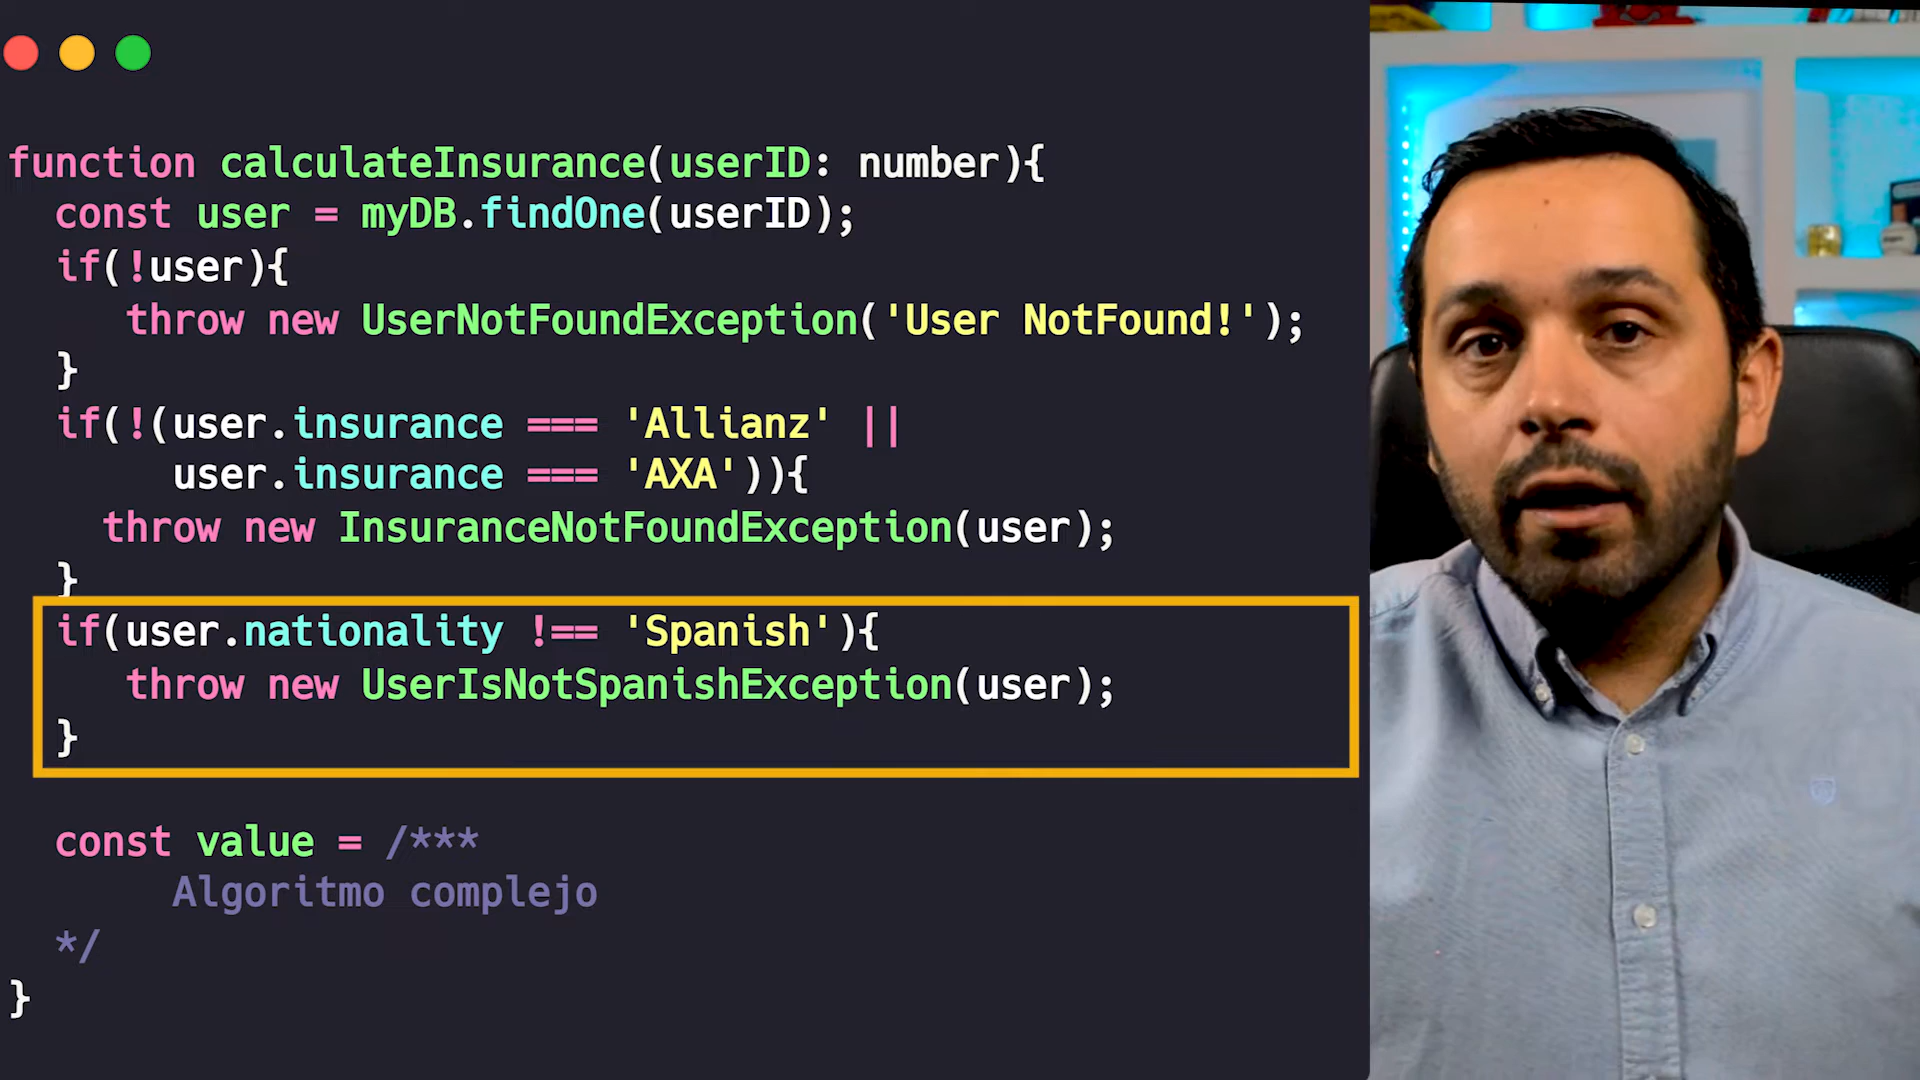 function calculateInsurance(userID: number){
const user = myDB.findOne(userID);
if(!user){
throw new UserNotFoundException('User NotFound!');
}
if(!(user.insurance === 'Allianz' ||
user.insurance === 'AXA')){
throw new InsuranceNotFoundException(user);
}
if(user.nationality !== 'Spanish'){
throw new UserIsNotSpanishException(user);
}
const value = /***
Algoritmo complejo
*/
}